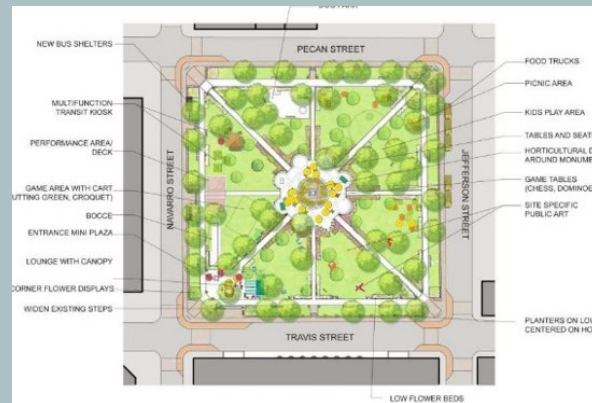 PECAN STREET
NEW BUS SHELTERS
MULTIFUNCTION
TRANSIT KIOSK
PERFORMANCE AREA/
DECK
GAME AREA WITH CART
UTTING GREEN, CROQUET)
BOCCE
ENTRANCE MINI PLAZA
LOUNGE WITH CANOPY
CORNER FLOWER DISPLAYS
WIDEN EXISTING STEPS
NAVARRO STREET
FOOD TRUCKS
PICNIC AREA
KIDS PLAY AREA
TABLES AND SEAT
HORTICULTURAL D
AROUND MONUME
GAME TABLES
(CHESS, DOMINOE
SITE SPECIFIC
PUBLIC ART
JEFFERSON STREET
PLANTERS ON LOW
CENTERED ON HO
TRAVIS STREET
LOW FLOWER BEDS